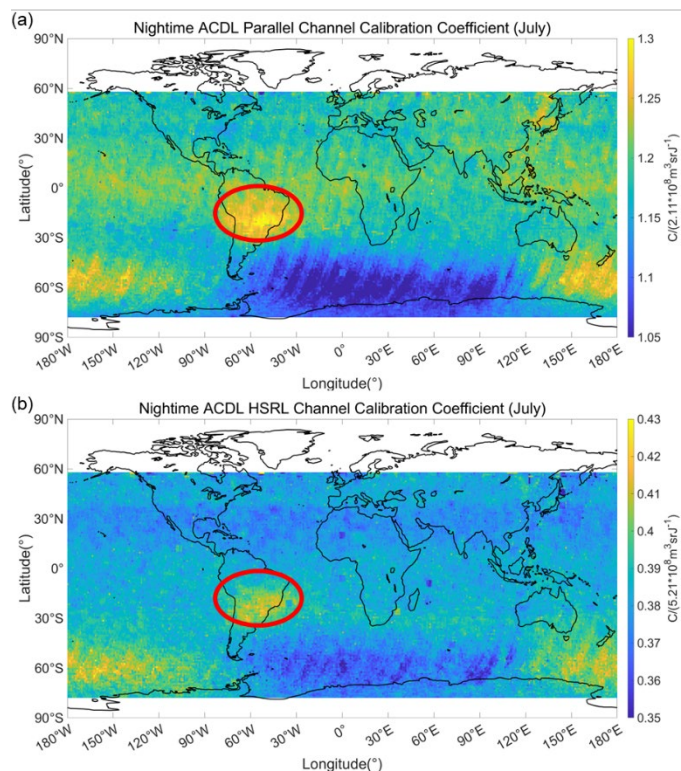 (a)
Nightime ACDL Parallel Channel Calibration Coefficient (July)
90°N
60°N
30°N
0°
30°S
60°S
90°S
Latitude(°)
180°W
150°W
120°W
90°W
60°W
30°W
0°
30°E
60°E
90°E
120°E
150°E
180°E
Longitude(°)
1.3
1.25
1.2
1.15
1.1
1.05
C/(2.11*10⁸m³srJ⁻¹)
(b)
Nightime ACDL HSRL Channel Calibration Coefficient (July)
90°N
60°N
30°N
0°
30°S
60°S
90°S
Latitude(°)
180°W
150°W
120°W
90°W
60°W
30°W
0°
30°E
60°E
90°E
120°E
150°E
180°E
Longitude(°)
0.43
0.42
0.41
0.4
0.39
0.38
0.37
0.36
0.35
C/(5.21*10⁸m³srJ⁻¹)